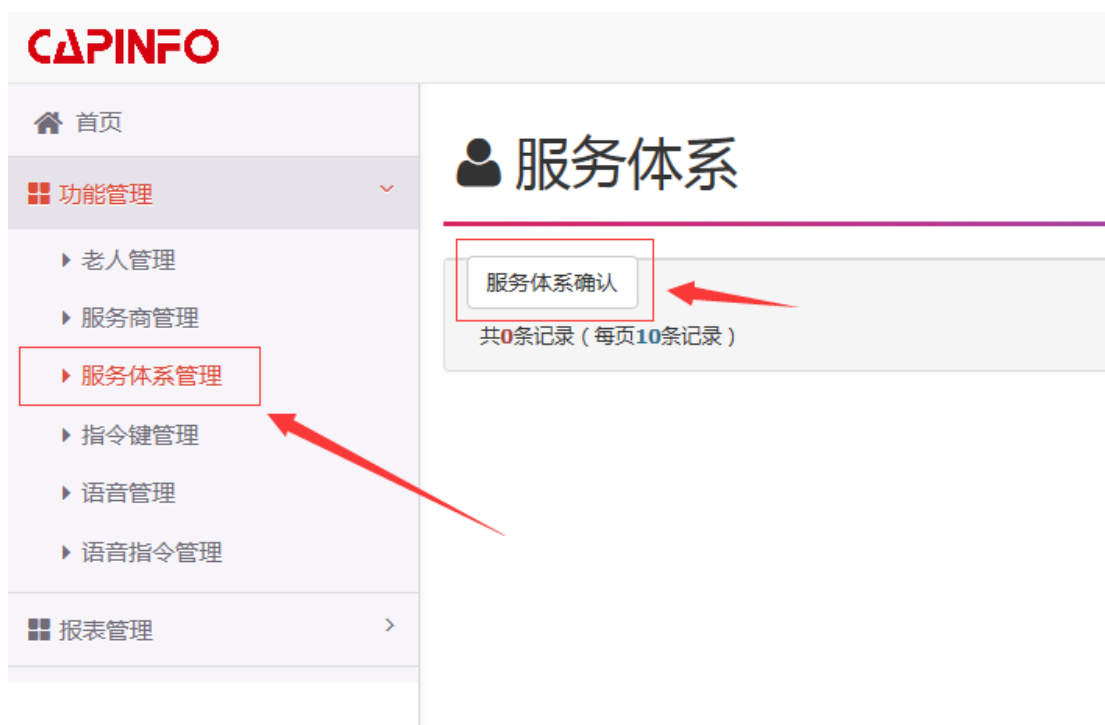 CAPINFO
首页
功能管理
老人管理
服务商管理
服务体系管理
指令键管理
语音管理
语音指令管理
报表管理
服务体系
服务体系确认
共0条记录（每页10条记录）